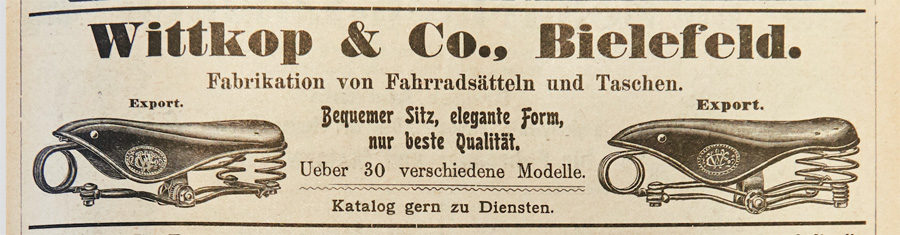 Wittkop & Co., Bielefeld.
Fabrikation von Fahrradsätteln und Taschen.
Export.
Bequemer Sitz, elegante Form,
nur beste Qualität.
Ueber 30 verschiedene Modelle.
Katalog gern zu Diensten.
Export.